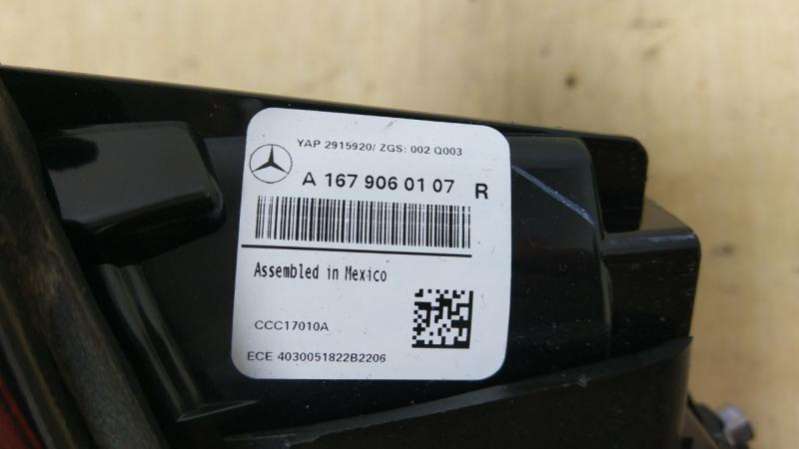 YAP 2915920/ ZGS: 002 Q003
A 167 906 01 07 R
Assembled in Mexico
CCC17010A
ECE 4030051822B2206